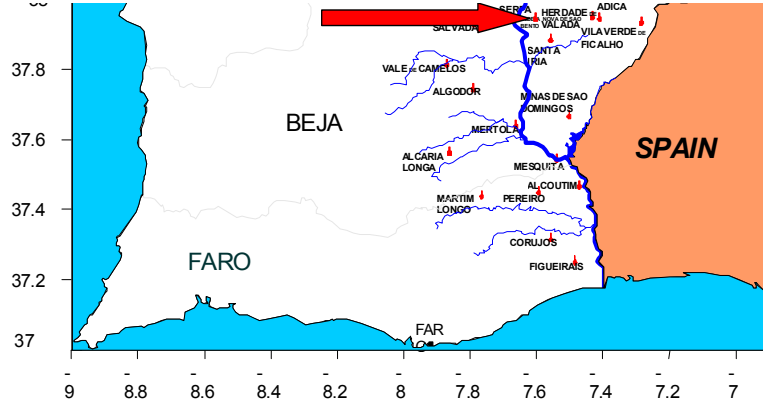 SERPA
HERDADE DE
ADICA
VILA NOVA DE SAO
BENTO
VALADA
SALVADA
VILA VERDE DE
FICALHO
SANTA
IRIA
37.8
VALE DE CAMELOS
ALGODOR
MINAS DE SAO
DOMINGOS
BEJA
MERTOLA
37.6
SPAIN
ALCARIA
LONGA
MESQUITA
ALCOUTIM
MARTIM
LONGO
PEREIRO
37.4
CORUJOS
FARO
FIGUEIRAIS
37.2
FAR
O
37
- - - - - - - - - - -
9 8.8 8.6 8.4 8.2 8 7.8 7.6 7.4 7.2 7